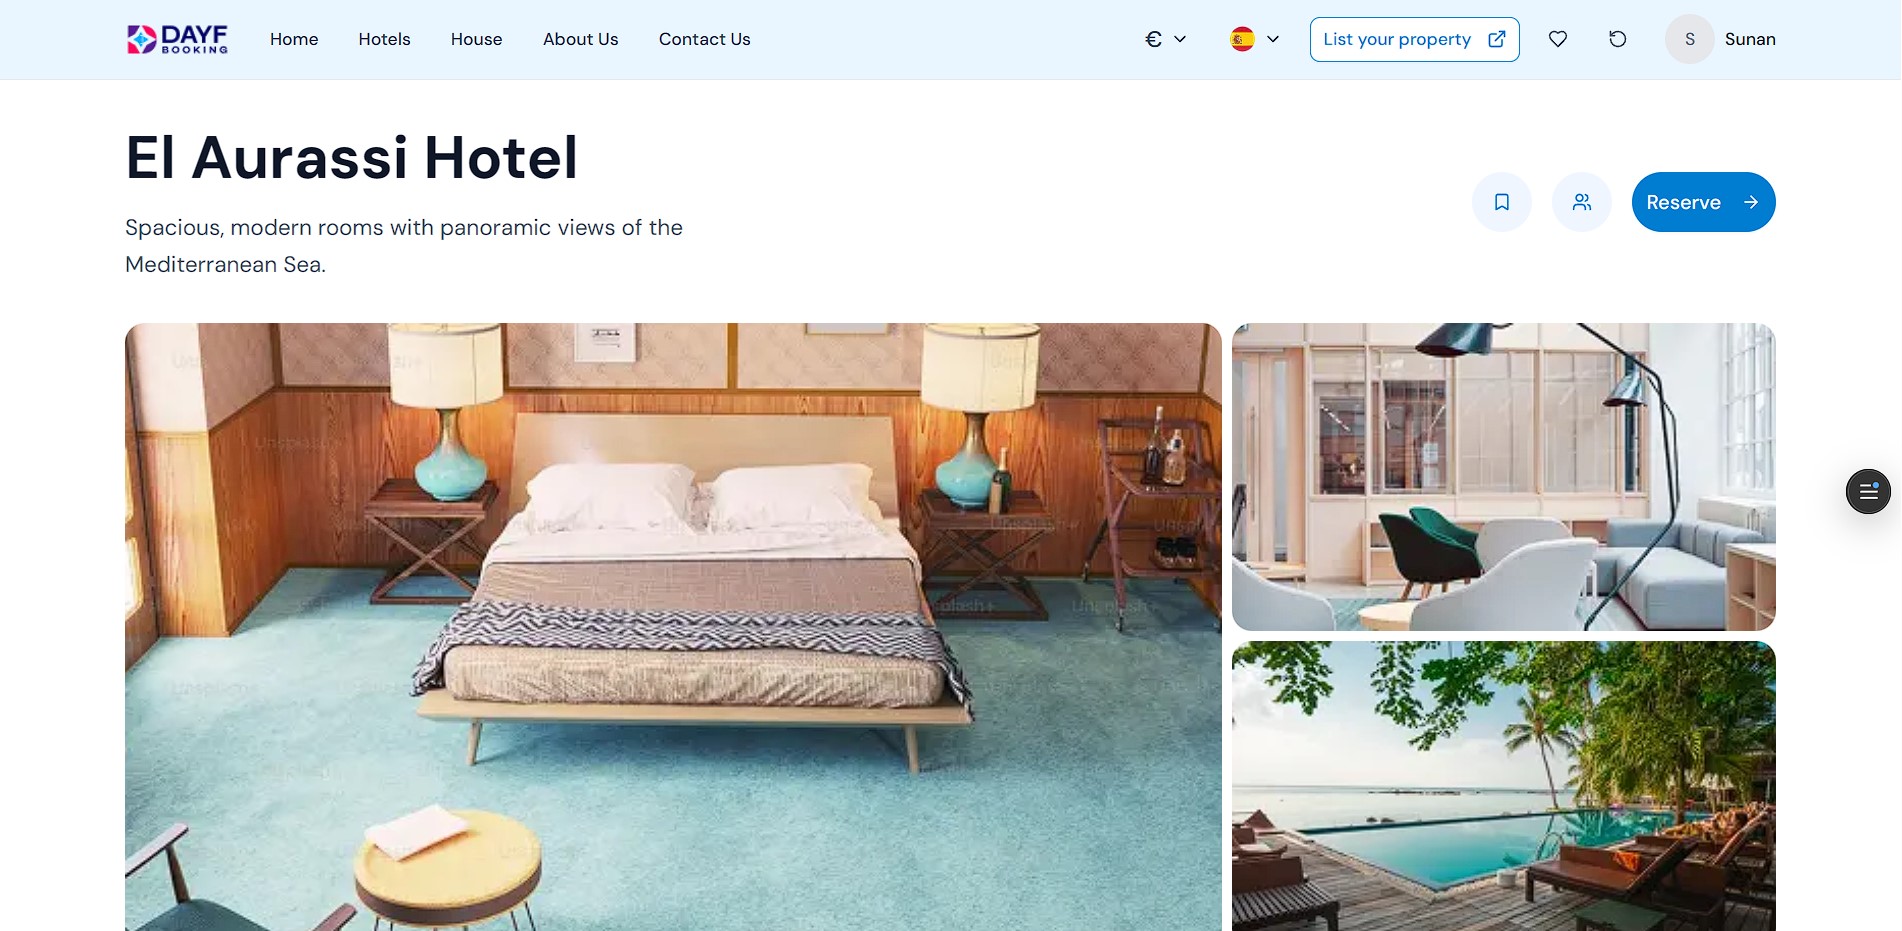 DAYF
BOOKING
Home
Hotels
House
About Us
Contact Us
€
List your property
S
Sunan
El Aurassi Hotel
Spacious, modern rooms with panoramic views of the
Mediterranean Sea.
Reserve
Unsplash+